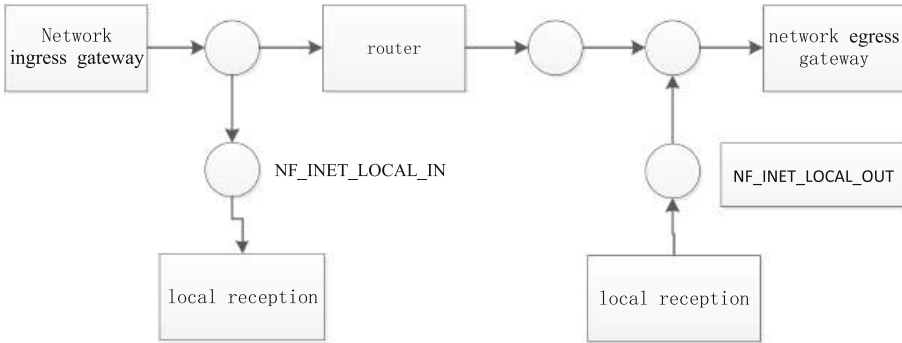 Network
ingress gateway
router
network egress
gateway
NF_INET_LOCAL_IN
NF_INET_LOCAL_OUT
local reception
local reception